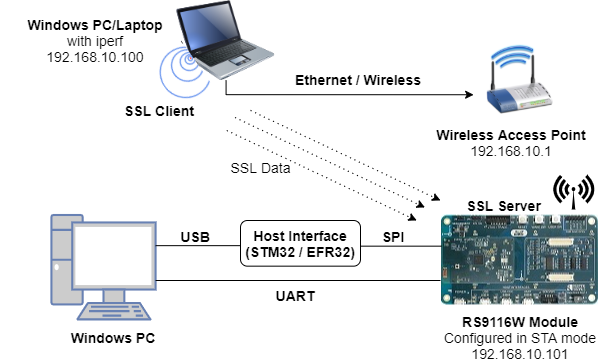 Windows PC/Laptop
with iperf
192.168.10.100
SSL Client
Ethernet / Wireless
Wireless Access Point
192.168.10.1
SSL Data
SSL Server
USB
Host Interface
(STM32 / EFR32)
SPI
UART
Windows PC
RS9116W Module
Configured in STA mode
192.168.10.101